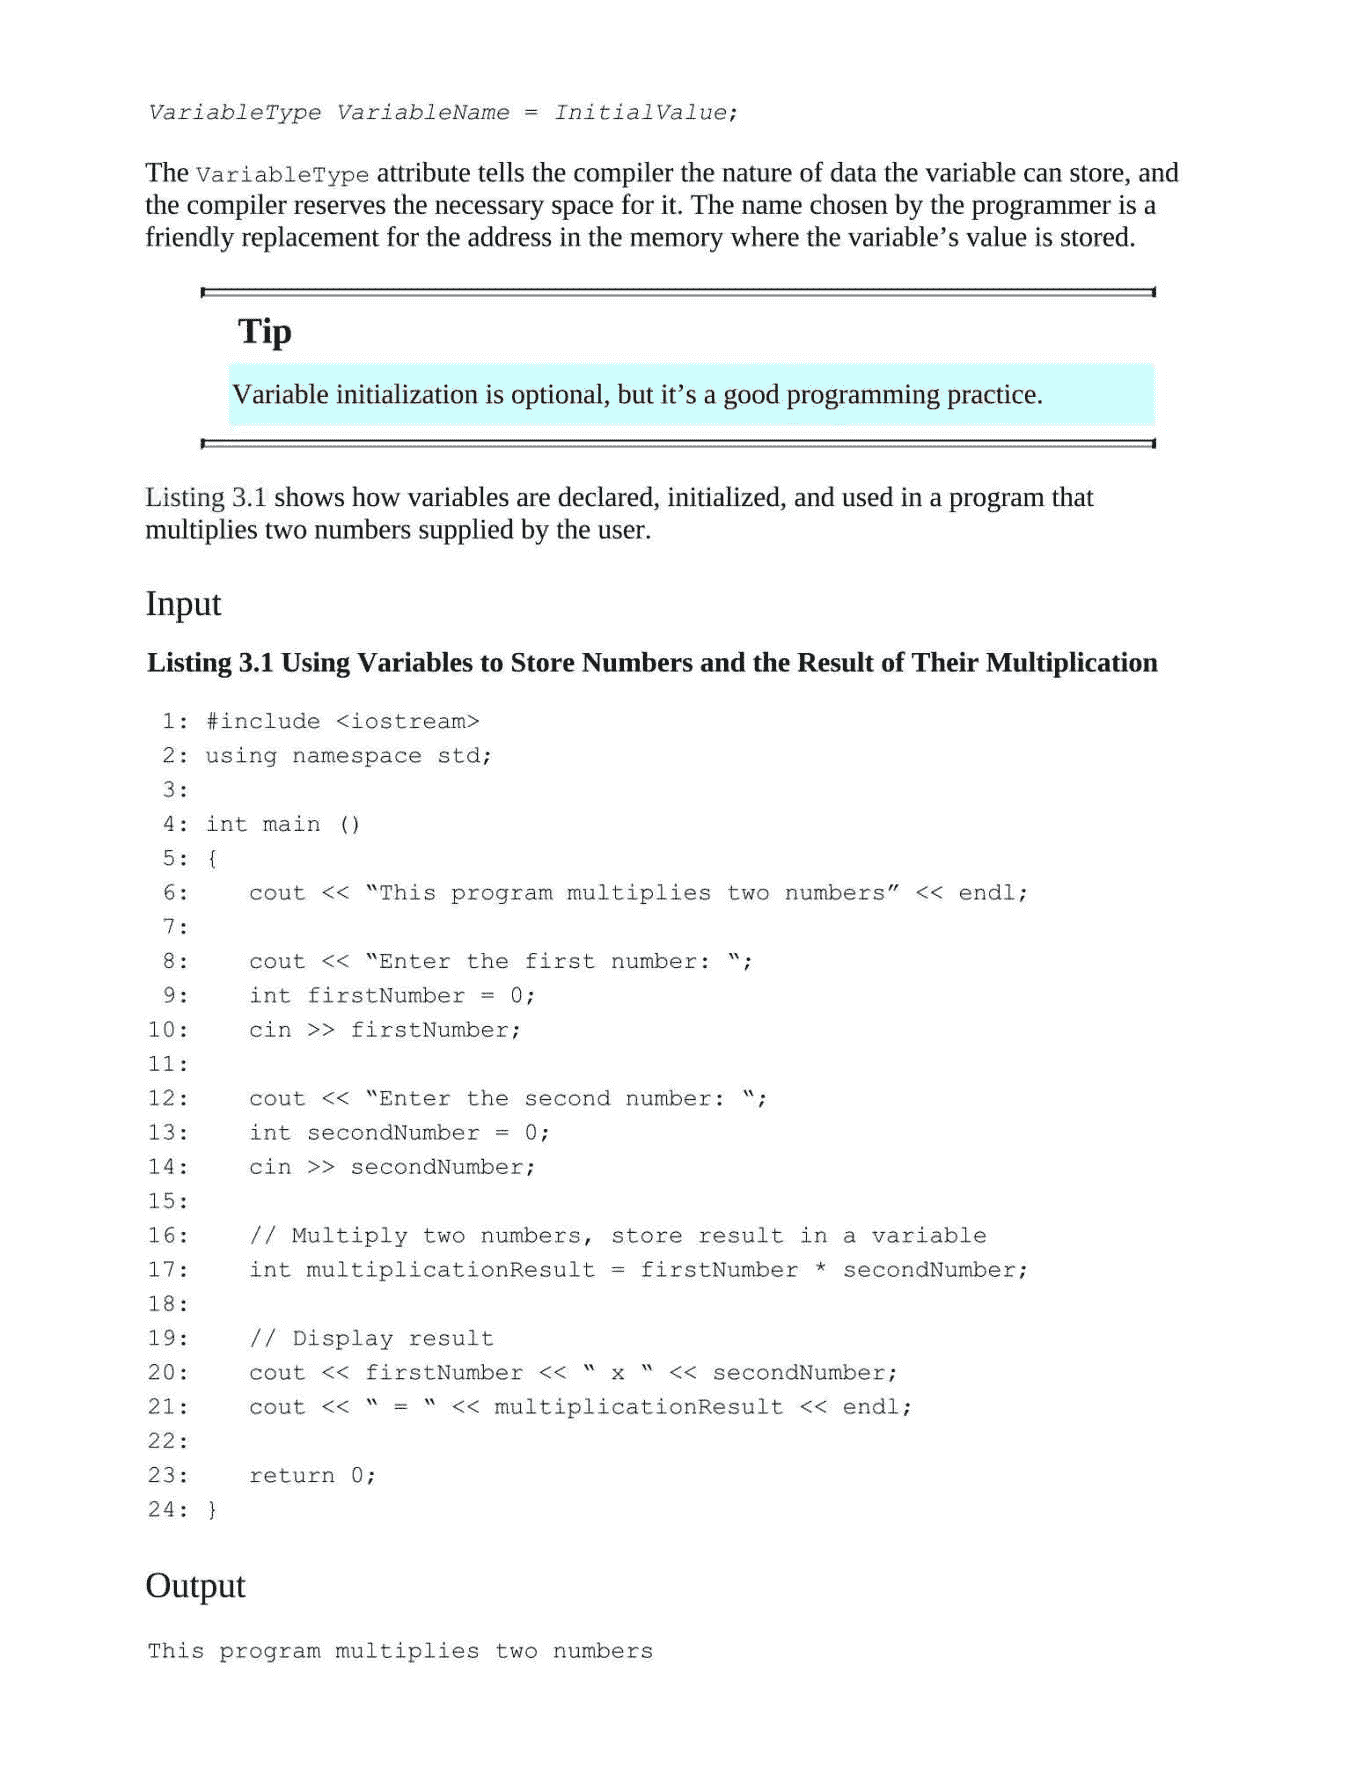 VariableType VariableName = InitialValue;
The VariableType attribute tells the compiler the nature of data the variable can store, and
the compiler reserves the necessary space for it. The name chosen by the programmer is a
friendly replacement for the address in the memory where the variable’s value is stored.
Tip
Variable initialization is optional, but it’s a good programming practice.
Listing 3.1 shows how variables are declared, initialized, and used in a program that
multiplies two numbers supplied by the user.
Input
Listing 3.1 Using Variables to Store Numbers and the Result of Their Multiplication
1: #include <iostream>
2: using namespace std;
3:
4: int main ()
5: {
6:    cout << “This program multiplies two numbers” << endl;
7:
8:    cout << “Enter the first number: “;
9:    int firstNumber = 0;
10:    cin >> firstNumber;
11:
12:    cout << “Enter the second number: “;
13:    int secondNumber = 0;
14:    cin >> secondNumber;
15:
16:    // Multiply two numbers, store result in a variable
17:    int multiplicationResult = firstNumber * secondNumber;
18:
19:    // Display result
20:    cout << firstNumber << “ x “ << secondNumber;
21:    cout << “ = “ << multiplicationResult << endl;
22:
23:    return 0;
24: }
Output
This program multiplies two numbers